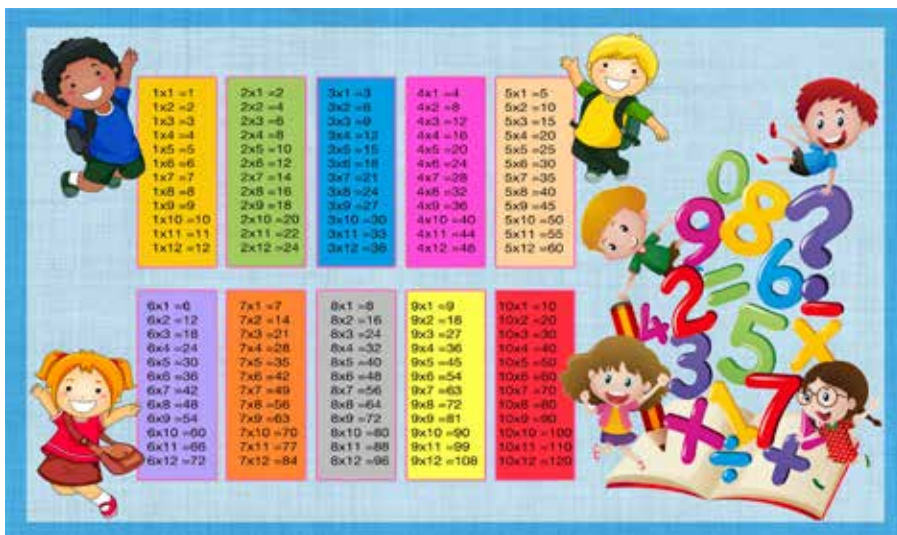 1x1 =1
1x2 =2
1x3 =3
1x4 =4
1x5 =5
1x6 =6
1x7 =7
1x8 =8
1x9 =9
1x10 =10
1x11 =11
1x12 =12
2x1 =2
2x2 =4
2x3 =6
2x4 =8
2x5 =10
2x6 =12
2x7 =14
2x8 =16
2x9 =18
2x10 =20
2x11 =22
2x12 =24
3x1 =3
3x2 =6
3x3 =9
3x4 =12
3x5 =15
3x6 =18
3x7 =21
3x8 =24
3x9 =27
3x10 =30
3x11 =33
3x12 =36
4x1 =4
4x2 =8
4x3 =12
4x4 =16
4x5 =20
4x6 =24
4x7 =28
4x8 =32
4x9 =36
4x10 =40
4x11 =44
4x12 =48
5x1 =5
5x2 =10
5x3 =15
5x4 =20
5x5 =25
5x6 =30
5x7 =35
5x8 =40
5x9 =45
5x10 =50
5x11 =55
5x12 =60
6x1 =6
6x2 =12
6x3 =18
6x4 =24
6x5 =30
6x6 =36
6x7 =42
6x8 =48
6x9 =54
6x10 =60
6x11 =66
6x12 =72
7x1 =7
7x2 =14
7x3 =21
7x4 =28
7x5 =35
7x6 =42
7x7 =49
7x8 =56
7x9 =63
7x10 =70
7x11 =77
7x12 =84
8x1 =8
8x2 =16
8x3 =24
8x4 =32
8x5 =40
8x6 =48
8x7 =56
8x8 =64
8x9 =72
8x10 =80
8x11 =88
8x12 =96
9x1 =9
9x2 =18
9x3 =27
9x4 =36
9x5 =45
9x6 =54
9x7 =63
9x8 =72
9x9 =81
9x10 =90
9x11 =99
9x12 =108
10x1 =10
10x2 =20
10x3 =30
10x4 =40
10x5 =50
10x6 =60
10x7 =70
10x8 =80
10x9 =90
10x10 =100
10x11 =110
10x12 =120
0
9 8 ?
2 = 6 ÷
4 3 5 x
+ 1 7
÷ x